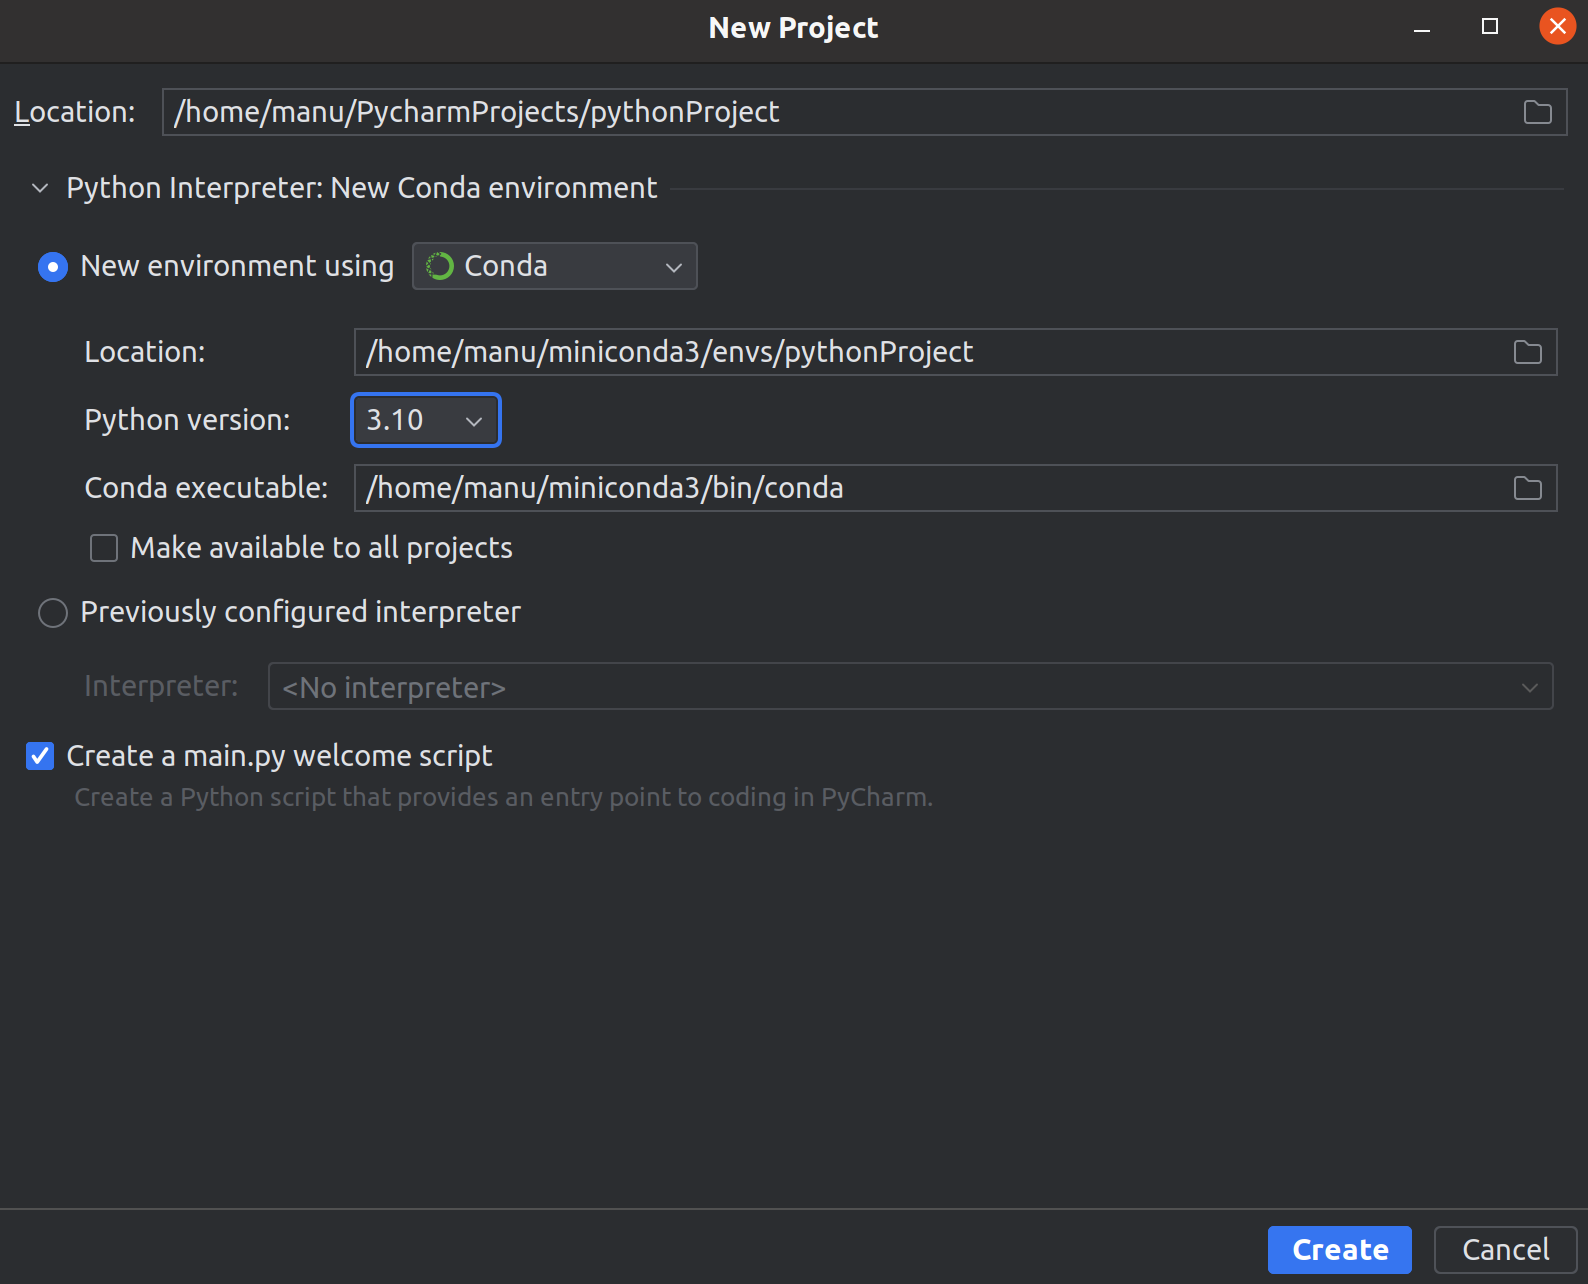 New Project
Location: /home/manu/PycharmProjects/pythonProject
Python Interpreter: New Conda environment
New environment using Conda
Location: /home/manu/miniconda3/envs/pythonProject
Python version: 3.10
Conda executable: /home/manu/miniconda3/bin/conda
Make available to all projects
Previously configured interpreter
Interpreter: <No interpreter>
Create a main.py welcome script
Create a Python script that provides an entry point to coding in PyCharm.
Create Cancel